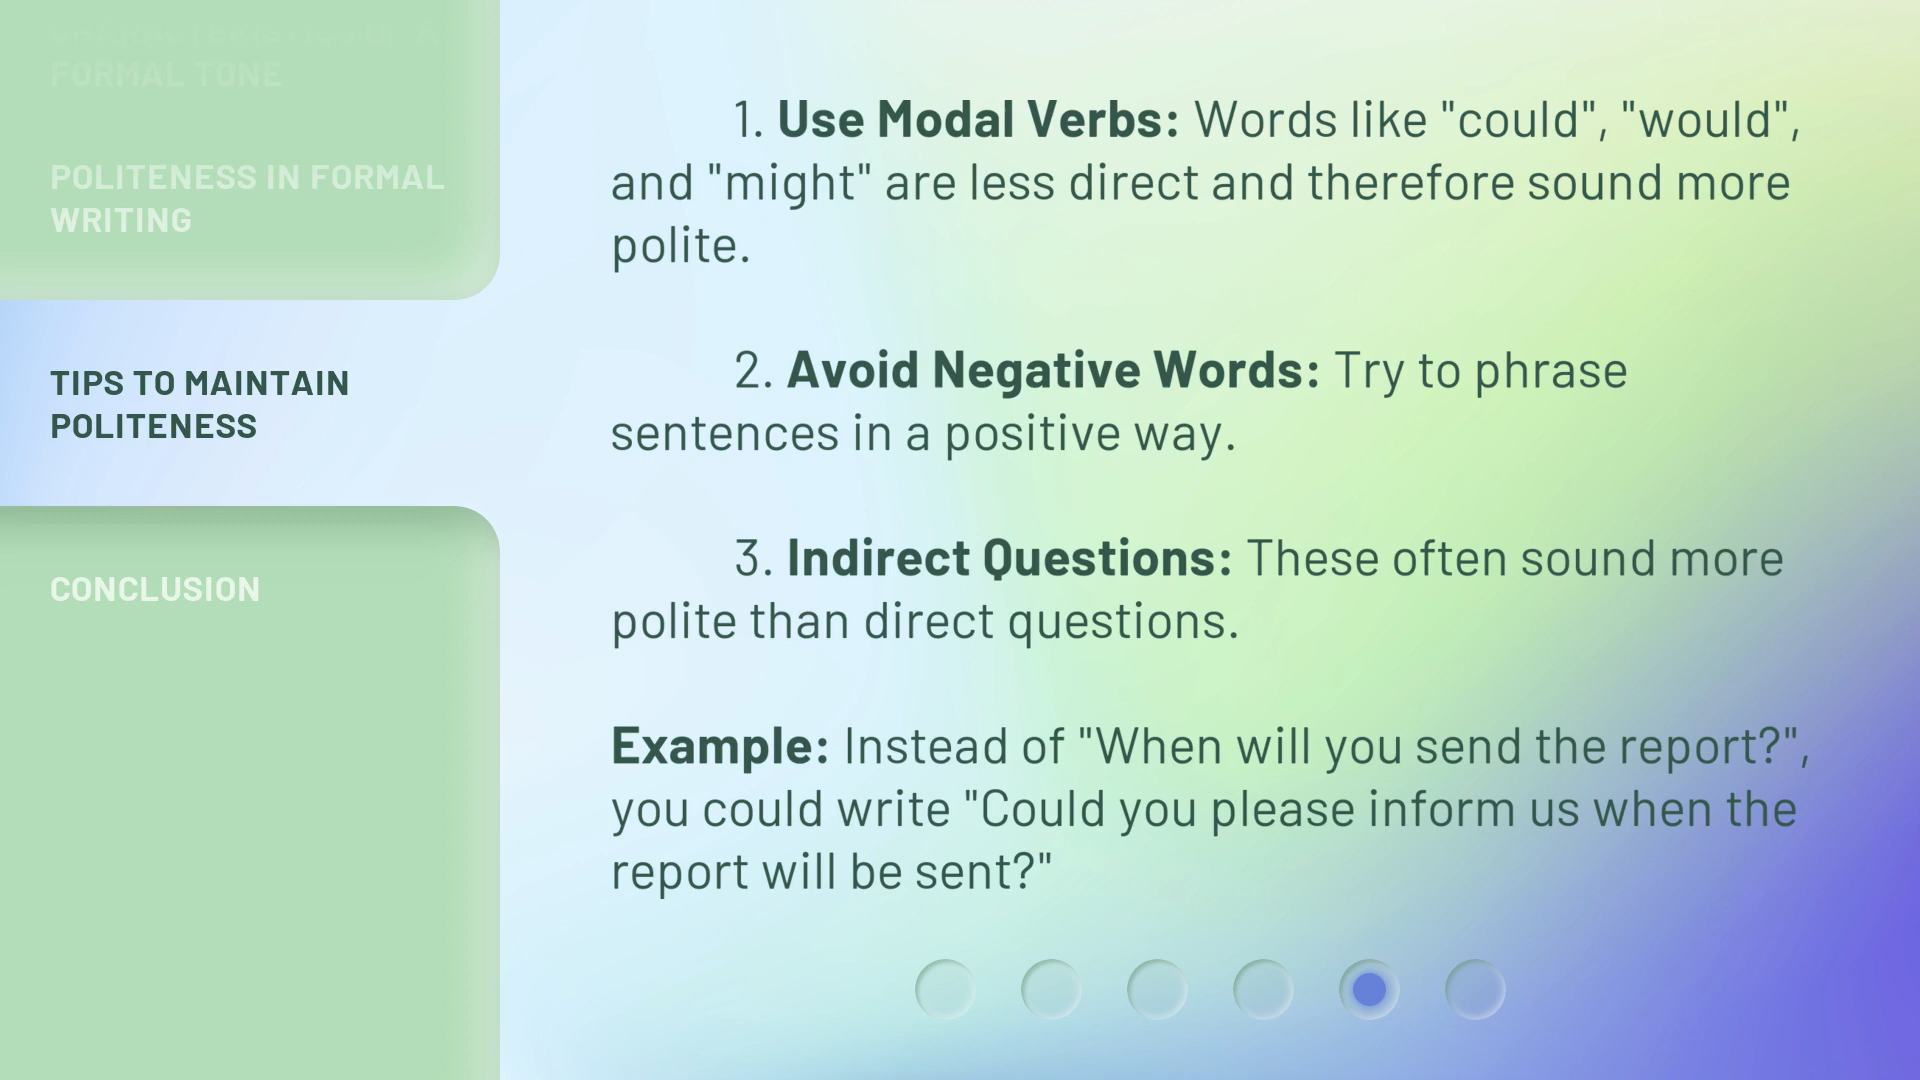 FORMAL TONE
POLITENESS IN FORMAL
WRITING
TIPS TO MAINTAIN
POLITENESS
CONCLUSION
1. Use Modal Verbs: Words like "could", "would",
and "might" are less direct and therefore sound more
polite.
2. Avoid Negative Words: Try to phrase
sentences in a positive way.
3. Indirect Questions: These often sound more
polite than direct questions.
Example: Instead of "When will you send the report?",
you could write "Could you please inform us when the
report will be sent?"